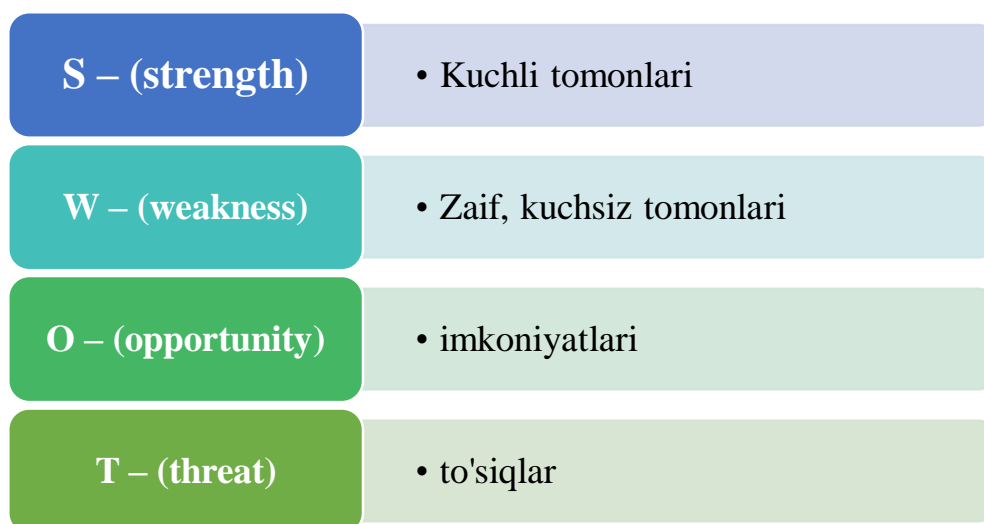 S – (strength)
• Kuchli tomonlari
W – (weakness)
• Zaif, kuchsiz tomonlari
O – (opportunity)
• imkoniyatlari
T – (threat)
• to'siqlar